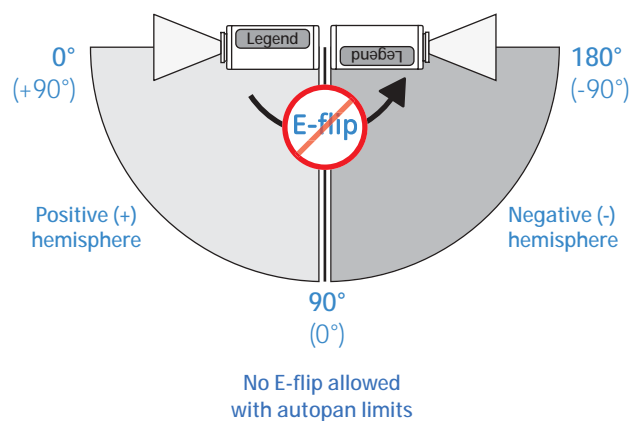 Legend
Legend
0°
(+90°)
180°
(-90°)
E-flip
Positive (+)
hemisphere
Negative (-)
hemisphere
90°
(0°)
No E-flip allowed
with autopan limits